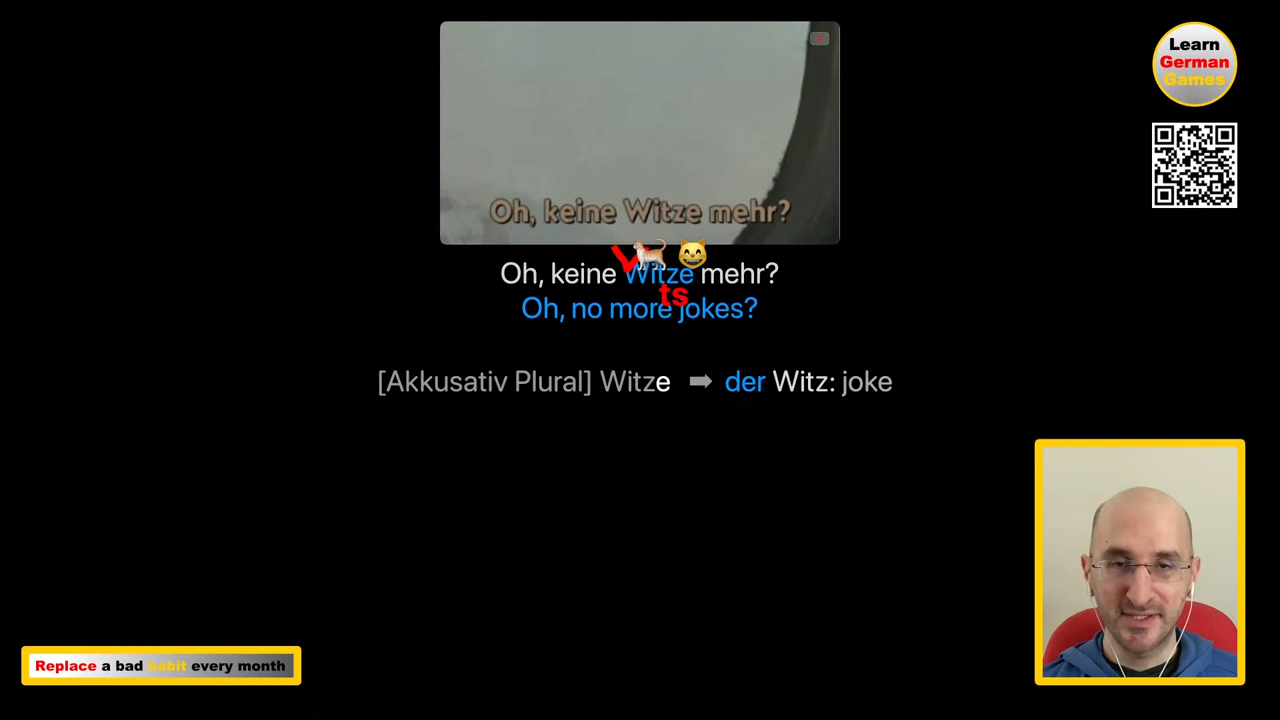 Learn
German
Games
Oh, keine Witze mehr?
V
Oh, keine Witze mehr?
ts
Oh, no more jokes?
[Akkusativ Plural] Witze ➡ der Witz: joke
Replace a bad habit every month